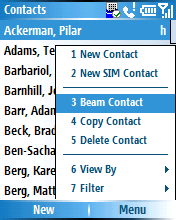 Contacts
Ackerman, Pilar h
Adams, Te
Barbariol,
Barnhill, J
Barr, Adam
Beck, Brad
Ben-Sacha
Berg, Kare
Berg, Matt
1 New Contact
2 New SIM Contact
3 Beam Contact
4 Copy Contact
5 Delete Contact
6 View By
7 Filter
New Menu